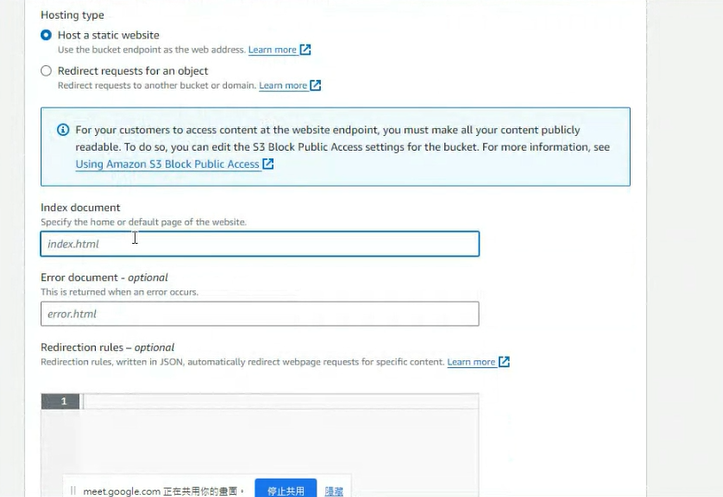 Hosting type
Host a static website
Use the bucket endpoint as the web address. Learn more
Redirect requests for an object
Redirect requests to another bucket or domain. Learn more
For your customers to access content at the website endpoint, you must make all your content publicly
readable. To do so, you can edit the S3 Block Public Access settings for the bucket. For more information, see
Using Amazon S3 Block Public Access
Index document
Specify the home or default page of the website.
index.html
Error document - optional
This is returned when an error occurs.
error.html
Redirection rules – optional
Redirection rules, written in JSON, automatically redirect webpage requests for specific content. Learn more
1
meet.google.com 正在共用你的畫面。 停止共用 隱藏